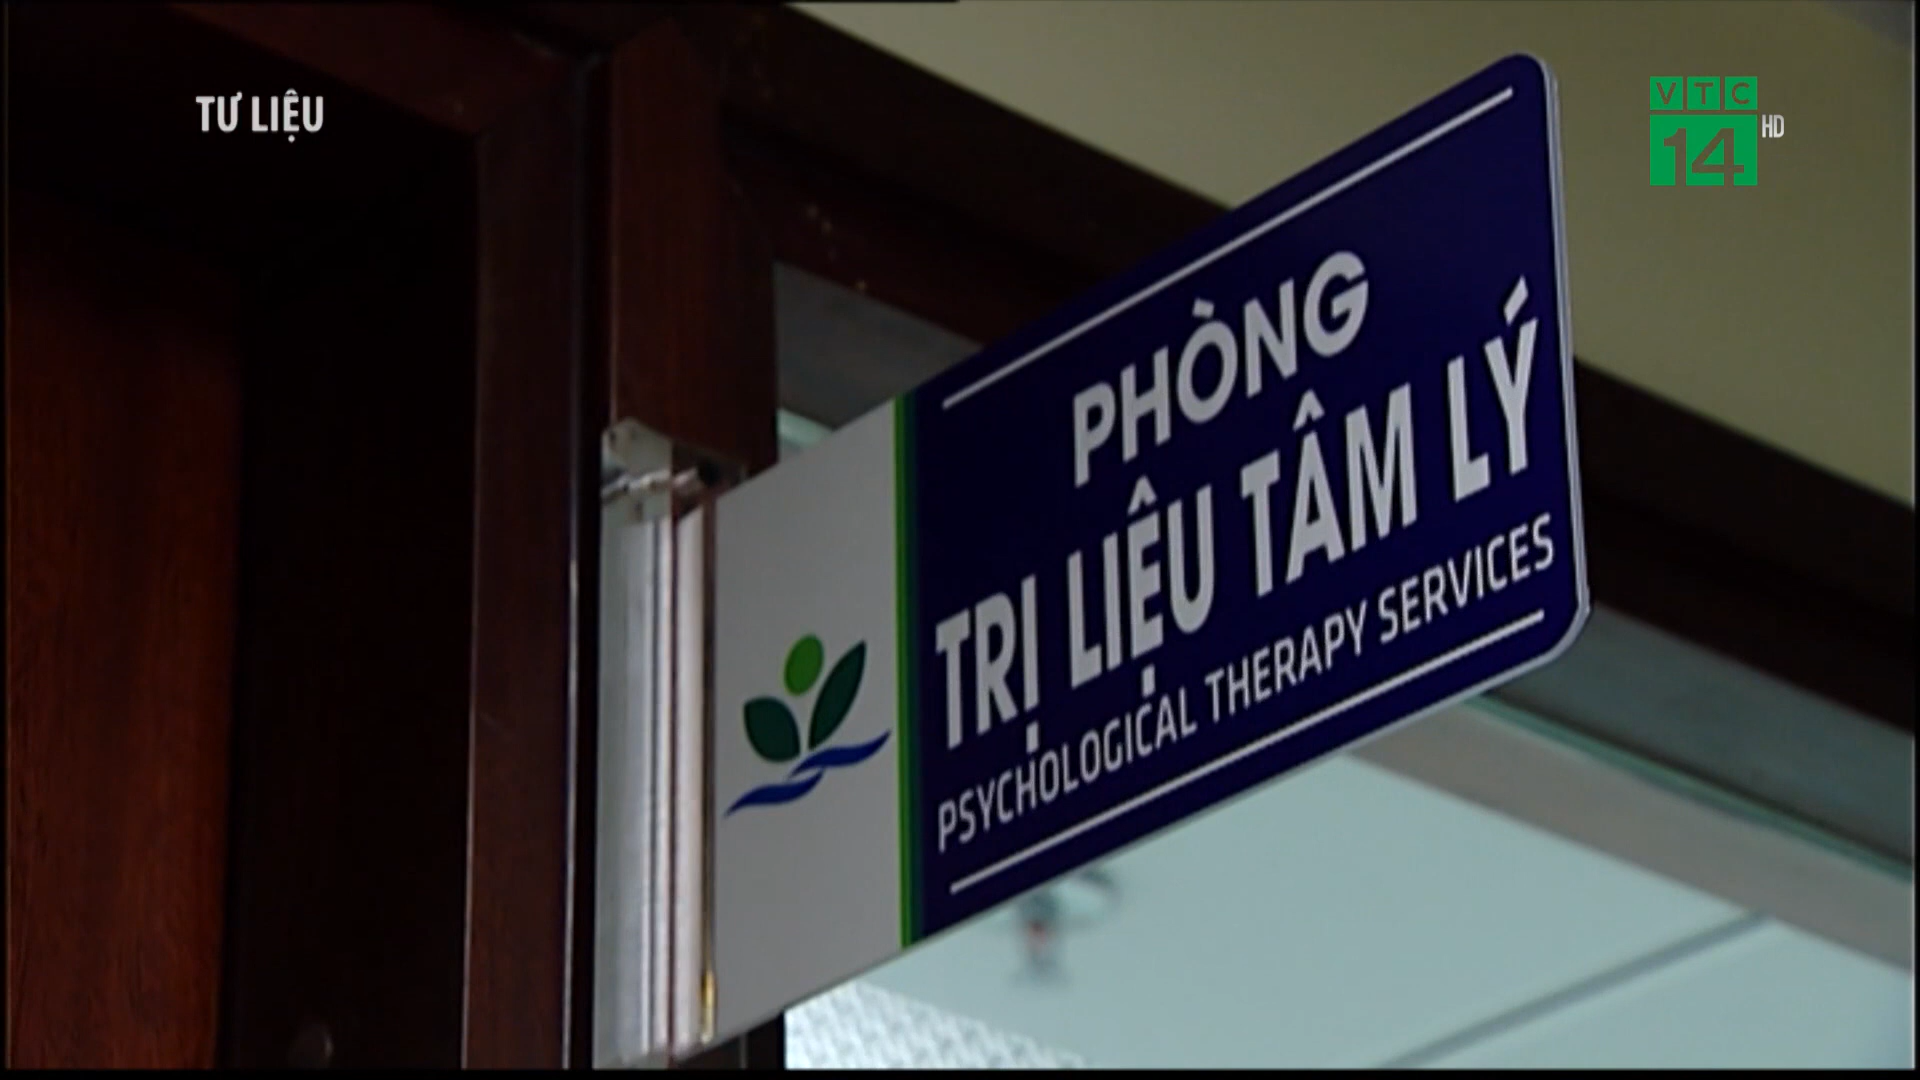 TƯ LIỆU
VTC
14 HD
PHÒNG
TRỊ LIỆU TÂM LÝ
PSYCHOLOGICAL THERAPY SERVICES